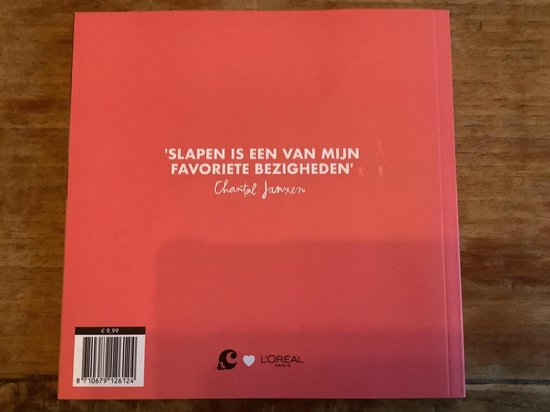 'SLAPEN IS EEN VAN MIJN
FAVORIETE BEZIGHEDEN'
Chantal Janzen
€ 9,99
8 710679 126124
&C
L'ORÉAL
PARIS